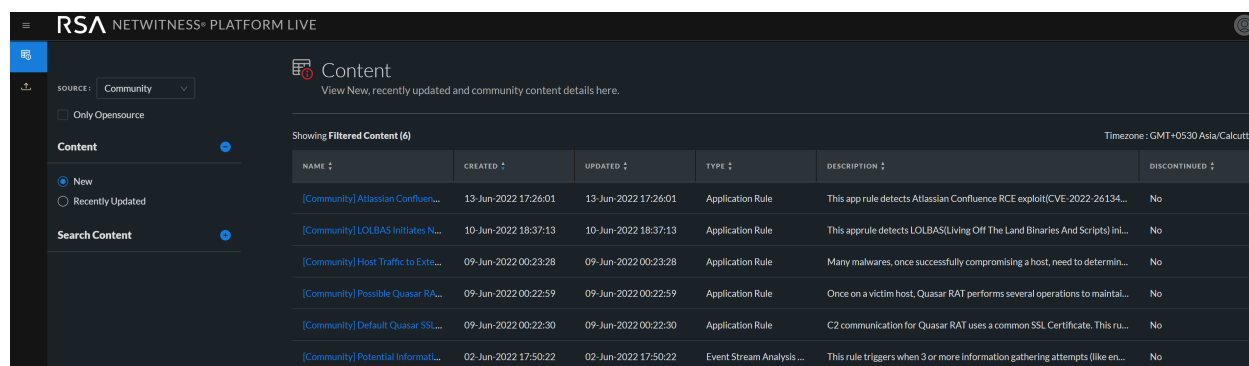 RSA NETWITNESS® PLATFORM LIVE
SOURCE: Community
Only Opensource
Content
New
Recently Updated
Search Content
Content
View New, recently updated and community content details here.
Showing Filtered Content (6) Timezone : GMT+0530 Asia/Calcutt
NAME CREATED UPDATED TYPE DESCRIPTION DISCONTINUED
[Community] Atlassian Confluen... 13-Jun-2022 17:26:01 13-Jun-2022 17:26:01 Application Rule This app rule detects Atlassian Confluence RCE exploit(CVE-2022-26134... No
[Community] LOLBAS Initiates N... 10-Jun-2022 18:37:13 10-Jun-2022 18:37:13 Application Rule This apprule detects LOLBAS(Living Off The Land Binaries And Scripts) ini... No
[Community] Host Traffic to Exte... 09-Jun-2022 00:23:28 09-Jun-2022 00:23:28 Application Rule Many malwares, once successfully compromising a host, need to determin... No
[Community] Possible Quasar RA... 09-Jun-2022 00:22:59 09-Jun-2022 00:22:59 Application Rule Once on a victim host, Quasar RAT performs several operations to maintai... No
[Community] Default Quasar SSL... 09-Jun-2022 00:22:30 09-Jun-2022 00:22:30 Application Rule C2 communication for Quasar RAT uses a common SSL Certificate. This ru... No
[Community] Potential Informati... 02-Jun-2022 17:50:22 02-Jun-2022 17:50:22 Event Stream Analysis ... This rule triggers when 3 or more information gathering attempts (like en... No